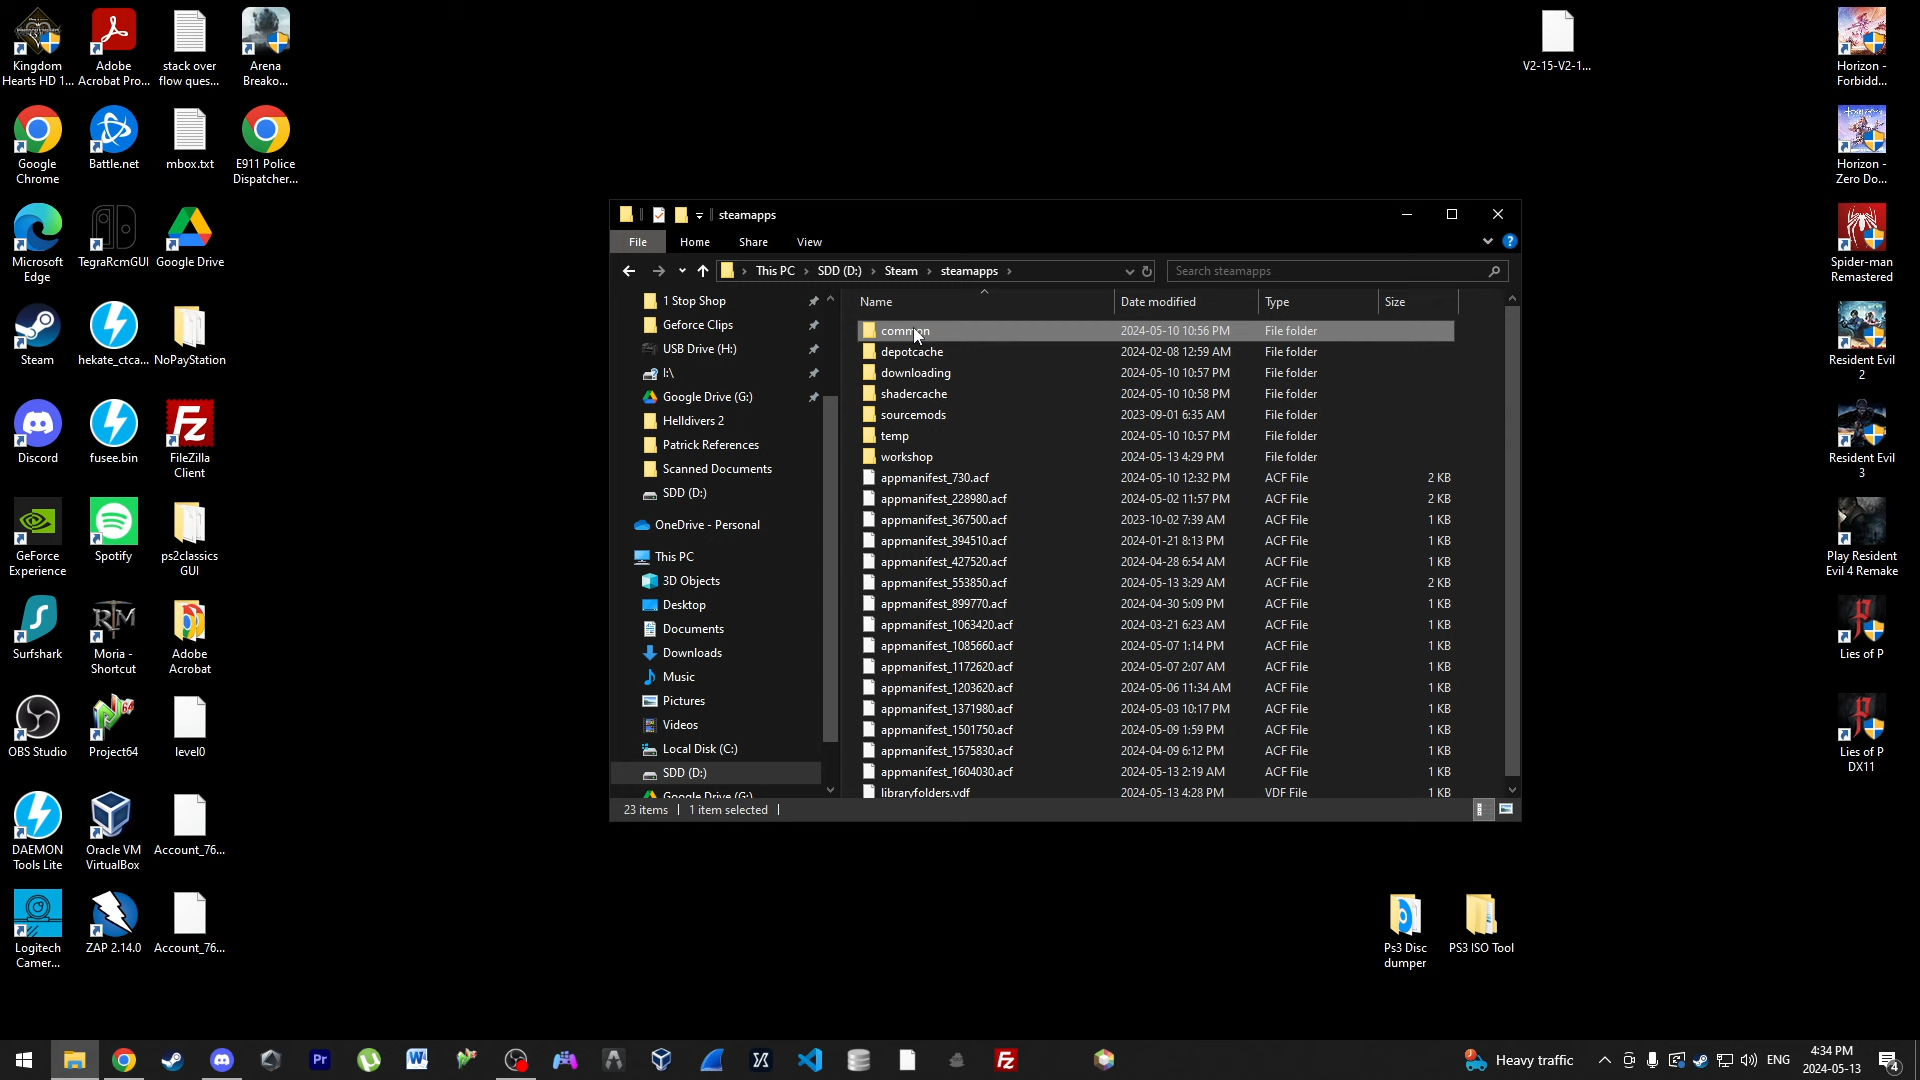 Kingdom
Hearts HD 1...
Adobe
Acrobat Pro...
stack over
flow ques...
Arena
Breako...
Google
Chrome
Battle.net
mbox.txt
E911 Police
Dispatcher...
Microsoft
Edge
TegraRcmGUI
Google Drive
Steam
hekate_ctca...
NoPayStation
Discord
fusee.bin
FileZilla
Client
GeForce
Experience
Spotify
ps2classics
GUI
Surfshark
Moria -
Shortcut
Adobe
Acrobat
OBS Studio
Project64
level0
DAEMON
Tools Lite
Oracle VM
VirtualBox
Account_76...
Logitech
Camer...
ZAP 2.14.0
Account_76...
V2-15-V2-1...
Horizon -
Forbidd...
Horizon -
Zero Do...
Spider-man
Remastered
Resident Evil
2
Resident Evil
3
Play Resident
Evil 4 Remake
Lies of P
Lies of P
DX11
Ps3 Disc
dumper
PS3 ISO Tool
steamapps
File Home Share View
This PC > SDD (D:) > Steam > steamapps >
Search steamapps
1 Stop Shop
Geforce Clips
USB Drive (H:)
I:\
Google Drive (G:)
Helldivers 2
Patrick References
Scanned Documents
SDD (D:)
OneDrive - Personal
This PC
3D Objects
Desktop
Documents
Downloads
Music
Pictures
Videos
Local Disk (C:)
SDD (D:)
Google Drive (G:)
Name Date modified Type Size
common 2024-05-10 10:56 PM File folder
depotcache 2024-02-08 12:59 AM File folder
downloading 2024-05-10 10:57 PM File folder
shadercache 2024-05-10 10:58 PM File folder
sourcemods 2023-09-01 6:35 AM File folder
temp 2024-05-10 10:57 PM File folder
workshop 2024-05-13 4:29 PM File folder
appmanifest_730.acf 2024-05-10 12:32 PM ACF File 2 KB
appmanifest_228980.acf 2024-05-02 11:57 PM ACF File 2 KB
appmanifest_367500.acf 2023-10-02 7:39 AM ACF File 1 KB
appmanifest_394510.acf 2024-01-21 8:13 PM ACF File 1 KB
appmanifest_427520.acf 2024-04-28 6:54 AM ACF File 1 KB
appmanifest_553850.acf 2024-05-13 3:29 AM ACF File 2 KB
appmanifest_899770.acf 2024-04-30 5:09 PM ACF File 1 KB
appmanifest_1063420.acf 2024-03-21 6:23 AM ACF File 1 KB
appmanifest_1085660.acf 2024-05-07 1:14 PM ACF File 1 KB
appmanifest_1172620.acf 2024-05-07 2:07 AM ACF File 1 KB
appmanifest_1203620.acf 2024-05-06 11:34 AM ACF File 1 KB
appmanifest_1371980.acf 2024-05-03 10:17 PM ACF File 1 KB
appmanifest_1501750.acf 2024-05-09 1:59 PM ACF File 1 KB
appmanifest_1575830.acf 2024-04-09 6:12 PM ACF File 1 KB
appmanifest_1604030.acf 2024-05-13 2:19 AM ACF File 1 KB
libraryfolders.vdf 2024-05-13 4:28 PM VDF File 1 KB
23 items 1 item selected
Heavy traffic
ENG
4:34 PM
2024-05-13
4